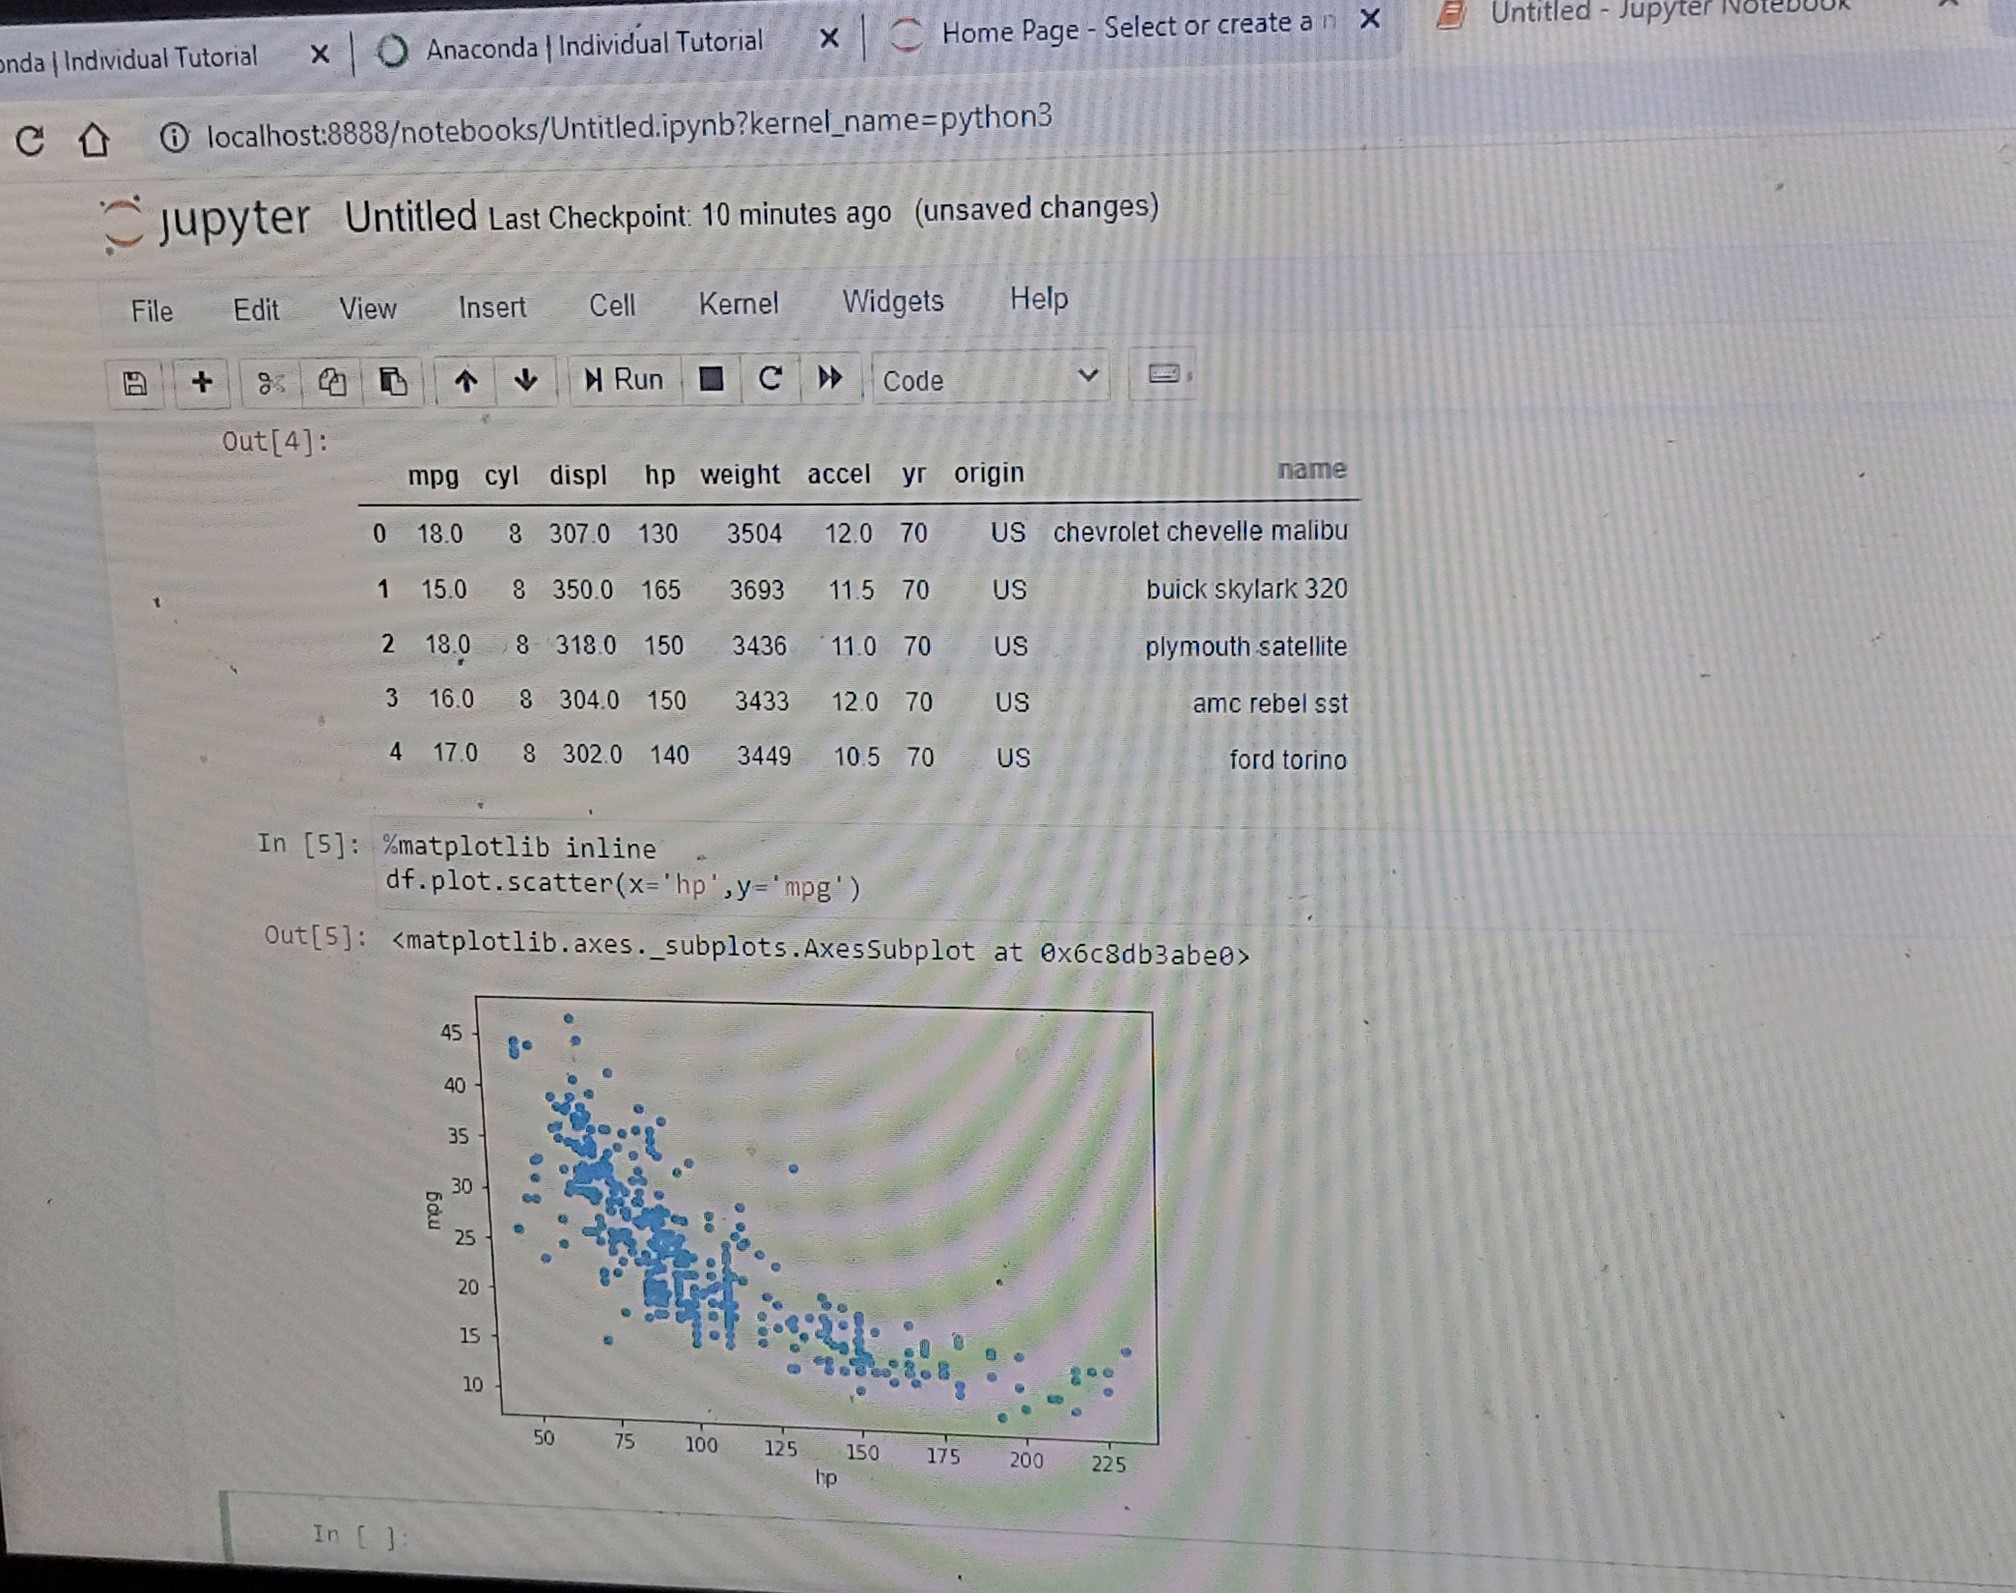 onda | Individual Tutorial Anaconda | Individual Tutorial Home Page - Select or create a n Untitled - Jupyter Notebook
localhost:8888/notebooks/Untitled.ipynb?kernel_name=python3
jupyter Untitled Last Checkpoint: 10 minutes ago (unsaved changes)
File Edit View Insert Cell Kernel Widgets Help
Run Code
Out[4]:
mpg cyl displ hp weight accel yr origin name
0 18.0 8 307.0 130 3504 12.0 70 US chevrolet chevelle malibu
1 15.0 8 350.0 165 3693 11.5 70 US buick skylark 320
2 18.0 8 318.0 150 3436 11.0 70 US plymouth satellite
3 16.0 8 304.0 150 3433 12.0 70 US amc rebel sst
4 17.0 8 302.0 140 3449 10.5 70 US ford torino
In [5]: %matplotlib inline
df.plot.scatter(x='hp',y='mpg')
Out[5]: <matplotlib.axes._subplots.AxesSubplot at 0x6c8db3abe0>
45
40
35
30
mpg
25
20
15
10
50 75 100 125 150 175 200 225
hp
In [ ]: